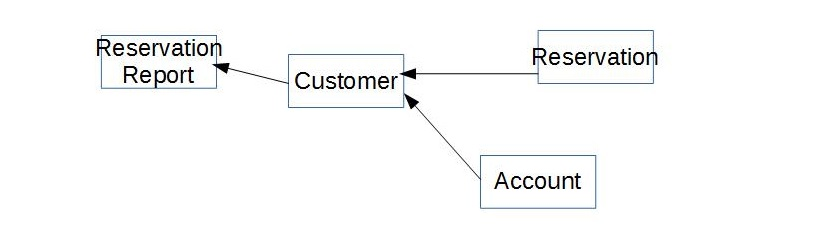 Reservation
Report
Customer
Reservation
Account